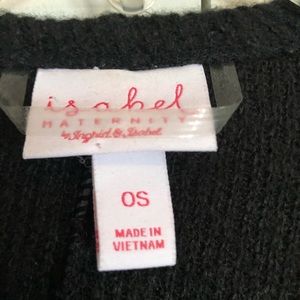 isabel
MATERNITY
by Ingrid & Isabel
OS
MADE IN
VIETNAM